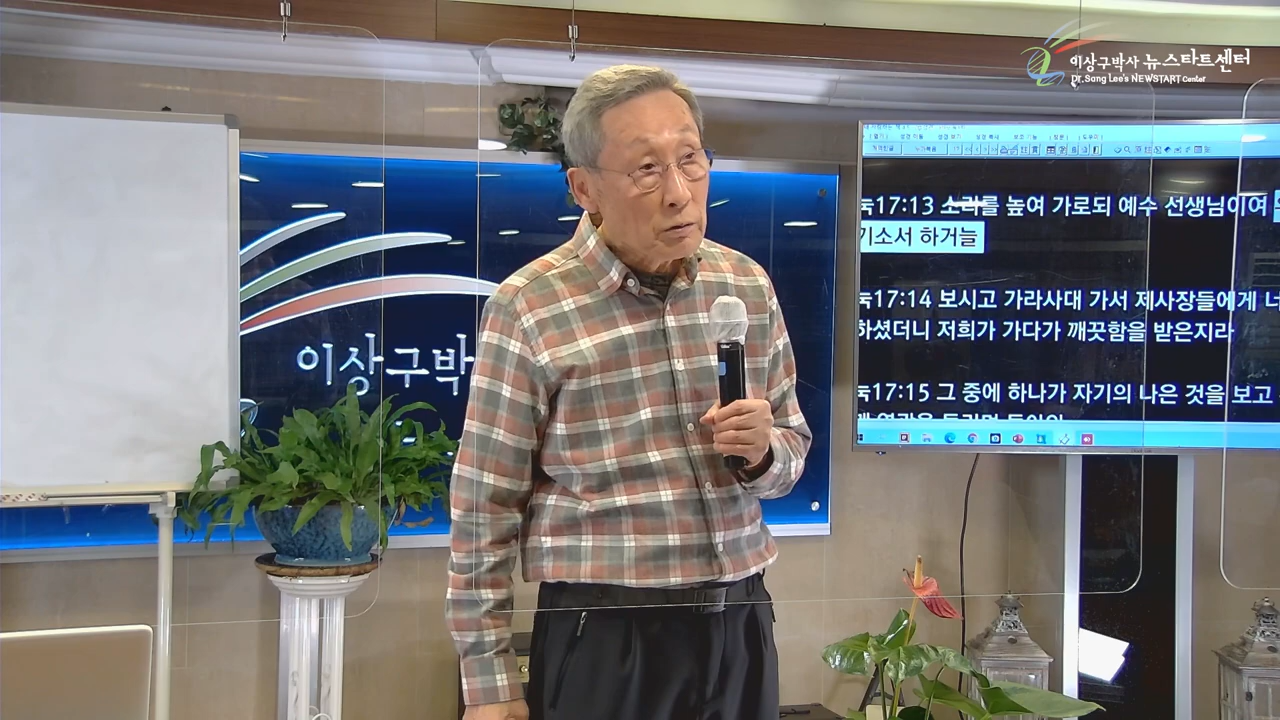 이상구박사 뉴스타트센터
Dr.Sang Lee's NEWSTART Center
이상구박
눅17:13 소리를 높여 가로되 예수 선생님이여
기소서 하거늘
눅17:14 보시고 가라사대 가서 제사장들에게 너
하셨더니 저희가 가다가 깨끗함을 받은지라
눅17:15 그 중에 하나가 자기의 나은 것을 보고